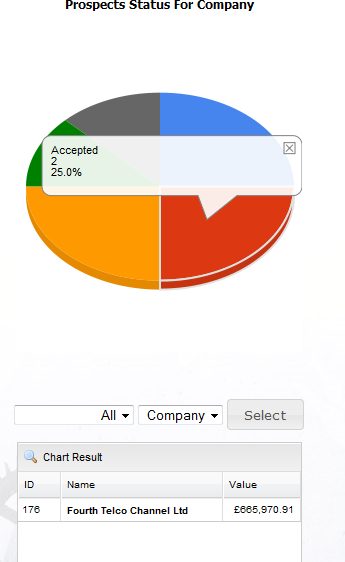 Prospects Status For Company
Accepted
2
25.0%
All Company Select
Chart Result
ID Name Value
176 Fourth Telco Channel Ltd £665,970.91